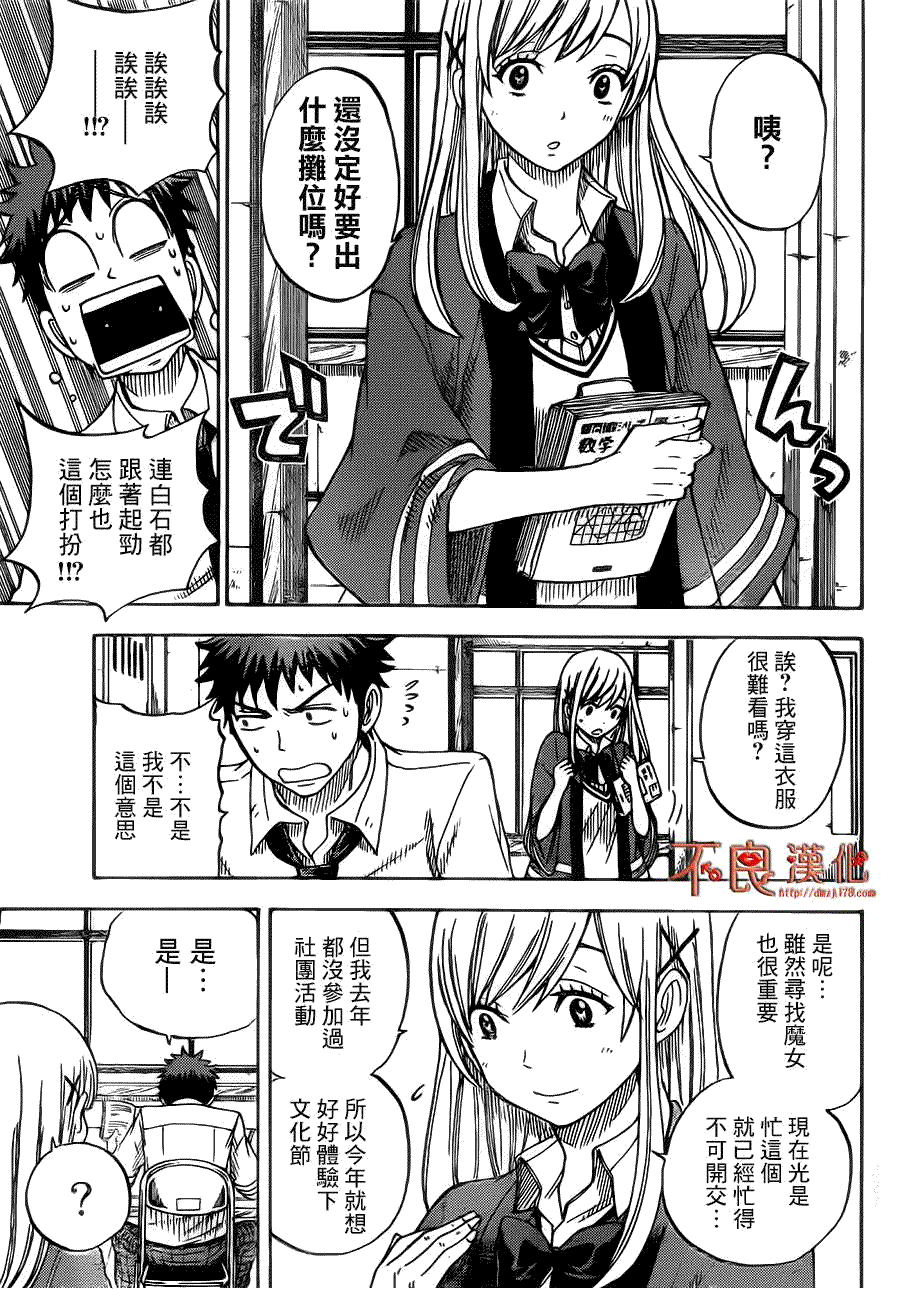 咦？
還沒定好要出
什麼攤位嗎？
んっ
で
数学
誒誒誒
誒誒——
——!!?
連白石都
跟著起勁
怎麼也
這個打扮
!!?
誒？我穿這衣服
很難看嗎？
不…不是
我不是
這個意思
不良漢化
是呢…
雖然尋找魔女
也很重要
現在光是
忙這個
就已經忙得
不可開交…
但我去年
都沒參加過
社團活動
所以今年就想
好好體驗下
文化節
是…
是—
？